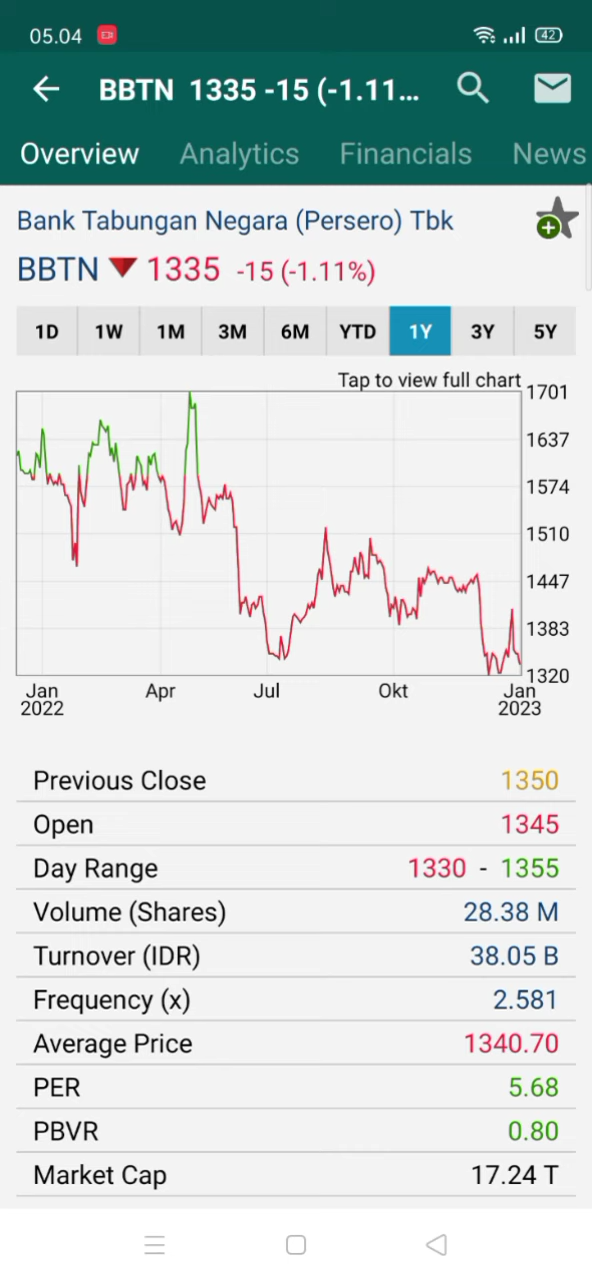 05.04
42
BBTN 1335 -15 (-1.11...
Overview Analytics Financials News
Bank Tabungan Negara (Persero) Tbk
BBTN 1335 -15 (-1.11%)
1D 1W 1M 3M 6M YTD 1Y 3Y 5Y
Tap to view full chart
1701
1637
1574
1510
1447
1383
1320
Jan Apr Jul Okt Jan
2022 2023
Previous Close 1350
Open 1345
Day Range 1330 - 1355
Volume (Shares) 28.38 M
Turnover (IDR) 38.05 B
Frequency (x) 2.581
Average Price 1340.70
PER 5.68
PBVR 0.80
Market Cap 17.24 T